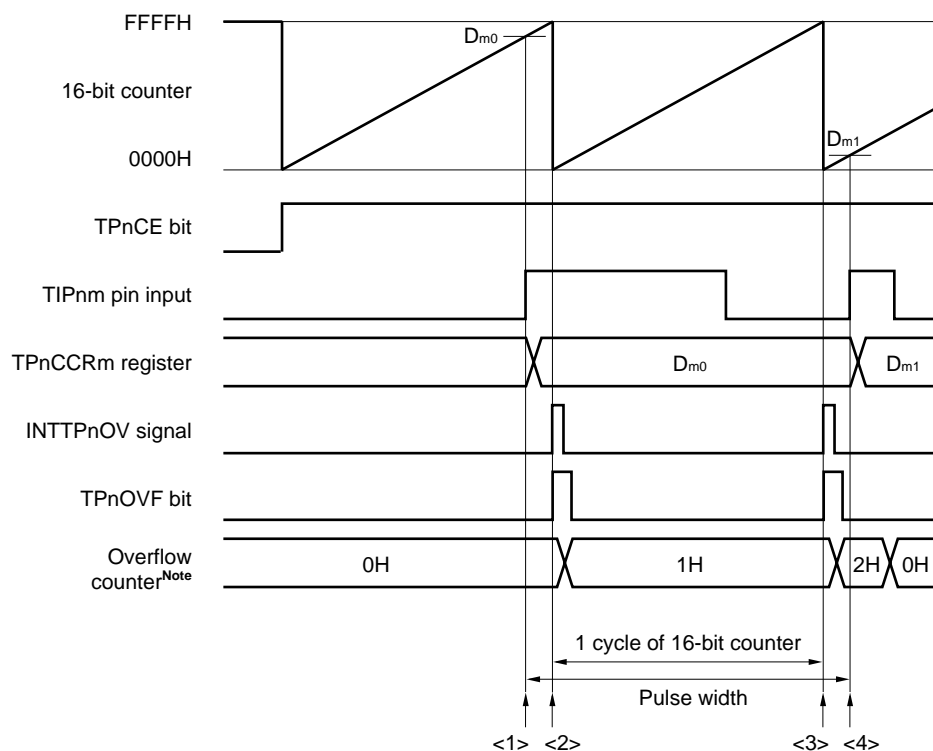 FFFFH
Dm0
16-bit counter
0000H
Dm1
TPnCE bit
TIPnm pin input
TPnCCRm register
Dm0
Dm1
INTTPnOV signal
TPnOVF bit
Overflow
counterNote
0H
1H
2H
0H
1 cycle of 16-bit counter
Pulse width
<1> <2> <3> <4>